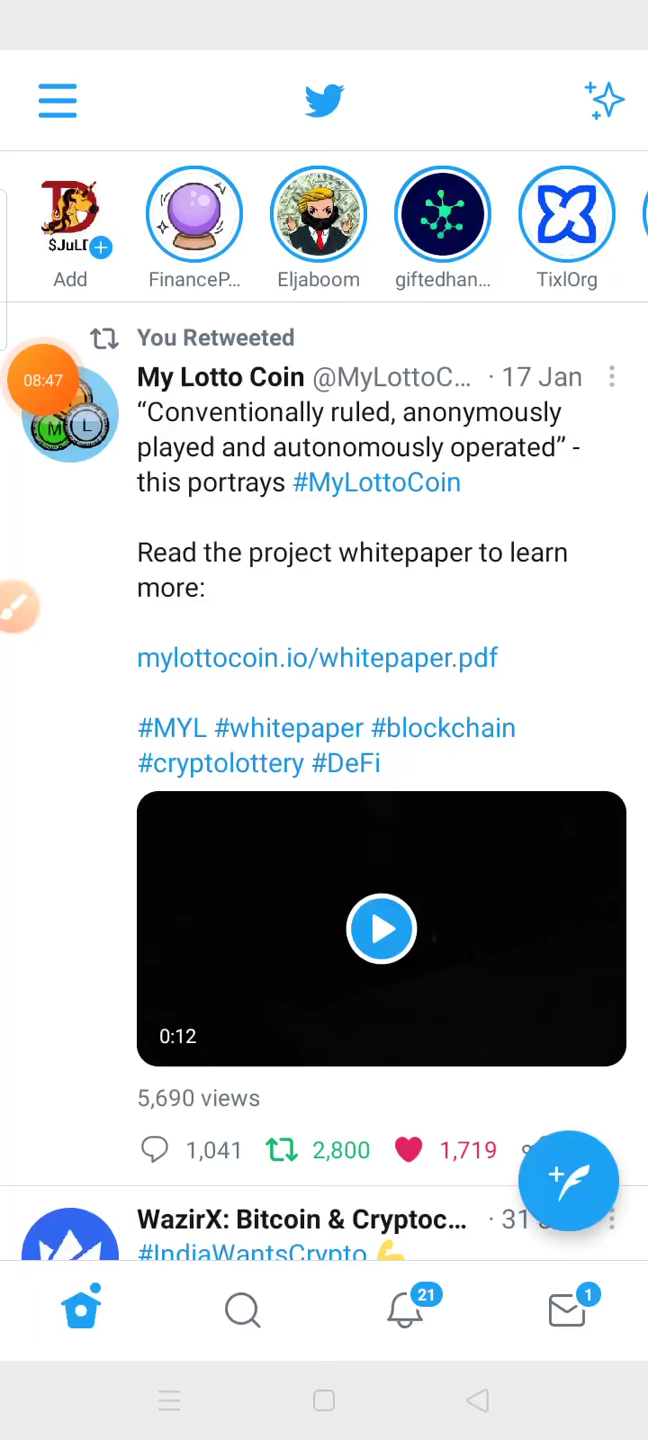 $JuLD
Add
FinanceP...
Eljaboom
giftedhan...
TixlOrg
You Retweeted
08:47
My Lotto Coin @MyLottoC... · 17 Jan
“Conventionally ruled, anonymously
played and autonomously operated” -
this portrays #MyLottoCoin
M L
Read the project whitepaper to learn
more:
mylottocoin.io/whitepaper.pdf
#MYL #whitepaper #blockchain
#cryptolottery #DeFi
0:12
5,690 views
1,041 2,800 1,719
WazirX: Bitcoin & Cryptoc... · 31
#IndiaWantsCrypto 💪
21
1